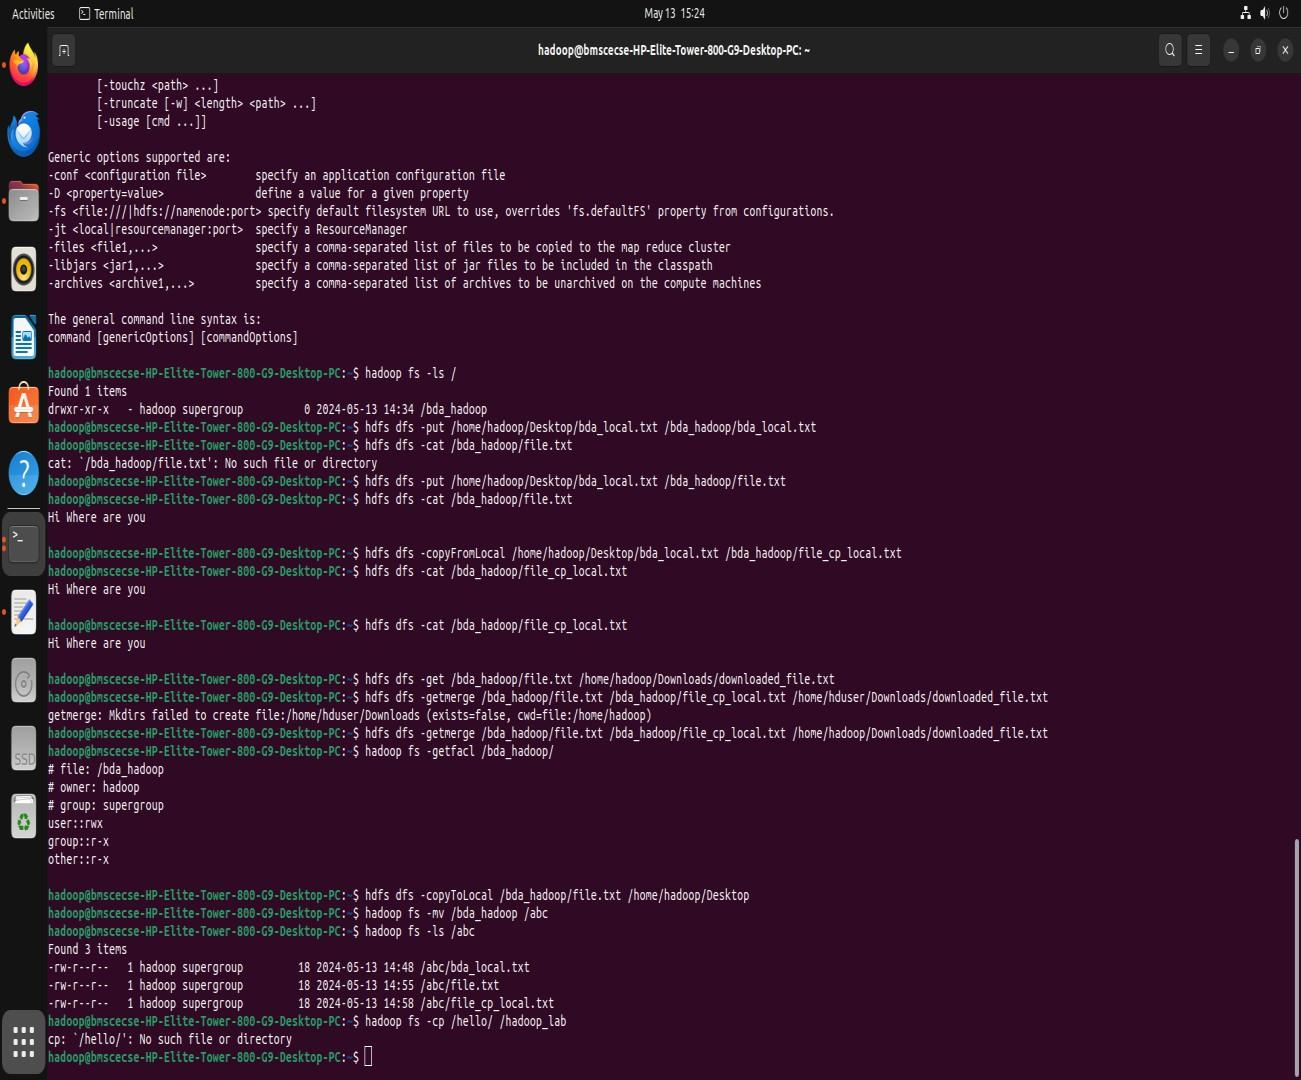 Activities
Terminal
May 13 15:24
hadoop@bmscecse-HP-Elite-Tower-800-G9-Desktop-PC: ~
[-touchz <path> ...]
[-truncate [-w] <length> <path> ...]
[-usage [cmd ...]]
Generic options supported are:
-conf <configuration file>        specify an application configuration file
-D <property=value>               define a value for a given property
-fs <file:///|hdfs://namenode:port> specify default filesystem URL to use, overrides 'fs.defaultFS' property from configurations.
-jt <local|resourcemanager:port>  specify a ResourceManager
-files <file1,...>                specify a comma-separated list of files to be copied to the map reduce cluster
-libjars <jar1,...>               specify a comma-separated list of jar files to be included in the classpath
-archives <archive1,...>          specify a comma-separated list of archives to be unarchived on the compute machines
The general command line syntax is:
command [genericOptions] [commandOptions]
hadoop@bmscecse-HP-Elite-Tower-800-G9-Desktop-PC:~$ hadoop fs -ls /
Found 1 items
drwxr-xr-x   - hadoop supergroup          0 2024-05-13 14:34 /bda_hadoop
hadoop@bmscecse-HP-Elite-Tower-800-G9-Desktop-PC:~$ hdfs dfs -put /home/hadoop/Desktop/bda_local.txt /bda_hadoop/bda_local.txt
hadoop@bmscecse-HP-Elite-Tower-800-G9-Desktop-PC:~$ hdfs dfs -cat /bda_hadoop/file.txt
cat: `/bda_hadoop/file.txt': No such file or directory
hadoop@bmscecse-HP-Elite-Tower-800-G9-Desktop-PC:~$ hdfs dfs -put /home/hadoop/Desktop/bda_local.txt /bda_hadoop/file.txt
hadoop@bmscecse-HP-Elite-Tower-800-G9-Desktop-PC:~$ hdfs dfs -cat /bda_hadoop/file.txt
Hi Where are you
hadoop@bmscecse-HP-Elite-Tower-800-G9-Desktop-PC:~$ hdfs dfs -copyFromLocal /home/hadoop/Desktop/bda_local.txt /bda_hadoop/file_cp_local.txt
hadoop@bmscecse-HP-Elite-Tower-800-G9-Desktop-PC:~$ hdfs dfs -cat /bda_hadoop/file_cp_local.txt
Hi Where are you
hadoop@bmscecse-HP-Elite-Tower-800-G9-Desktop-PC:~$ hdfs dfs -cat /bda_hadoop/file_cp_local.txt
Hi Where are you
hadoop@bmscecse-HP-Elite-Tower-800-G9-Desktop-PC:~$ hdfs dfs -get /bda_hadoop/file.txt /home/hadoop/Downloads/downloaded_file.txt
hadoop@bmscecse-HP-Elite-Tower-800-G9-Desktop-PC:~$ hdfs dfs -getmerge /bda_hadoop/file.txt /bda_hadoop/file_cp_local.txt /home/hduser/Downloads/downloaded_file.txt
getmerge: Mkdirs failed to create file:/home/hduser/Downloads (exists=false, cwd=file:/home/hadoop)
hadoop@bmscecse-HP-Elite-Tower-800-G9-Desktop-PC:~$ hdfs dfs -getmerge /bda_hadoop/file.txt /bda_hadoop/file_cp_local.txt /home/hadoop/Downloads/downloaded_file.txt
hadoop@bmscecse-HP-Elite-Tower-800-G9-Desktop-PC:~$ hadoop fs -getfacl /bda_hadoop/
# file: /bda_hadoop
# owner: hadoop
# group: supergroup
user::rwx
group::r-x
other::r-x
hadoop@bmscecse-HP-Elite-Tower-800-G9-Desktop-PC:~$ hdfs dfs -copyToLocal /bda_hadoop/file.txt /home/hadoop/Desktop
hadoop@bmscecse-HP-Elite-Tower-800-G9-Desktop-PC:~$ hadoop fs -mv /bda_hadoop /abc
hadoop@bmscecse-HP-Elite-Tower-800-G9-Desktop-PC:~$ hadoop fs -ls /abc
Found 3 items
-rw-r--r--   1 hadoop supergroup         18 2024-05-13 14:48 /abc/bda_local.txt
-rw-r--r--   1 hadoop supergroup         18 2024-05-13 14:55 /abc/file.txt
-rw-r--r--   1 hadoop supergroup         18 2024-05-13 14:58 /abc/file_cp_local.txt
hadoop@bmscecse-HP-Elite-Tower-800-G9-Desktop-PC:~$ hadoop fs -cp /hello/ /hadoop_lab
cp: `/hello/': No such file or directory
hadoop@bmscecse-HP-Elite-Tower-800-G9-Desktop-PC:~$
SSD